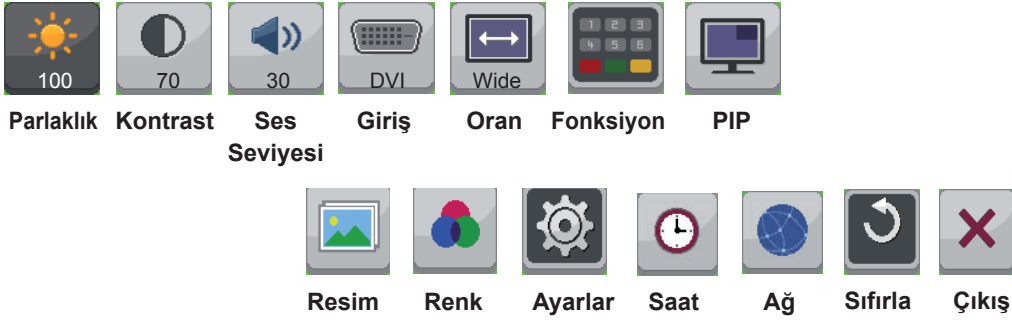 1 2 3
4 5 6
100 70 30 DVI Wide
Parlaklık Kontrast Ses Seviyesi Giriş Oran Fonksiyon PIP
Resim Renk Ayarlar Saat Ağ Sıfırla Çıkış